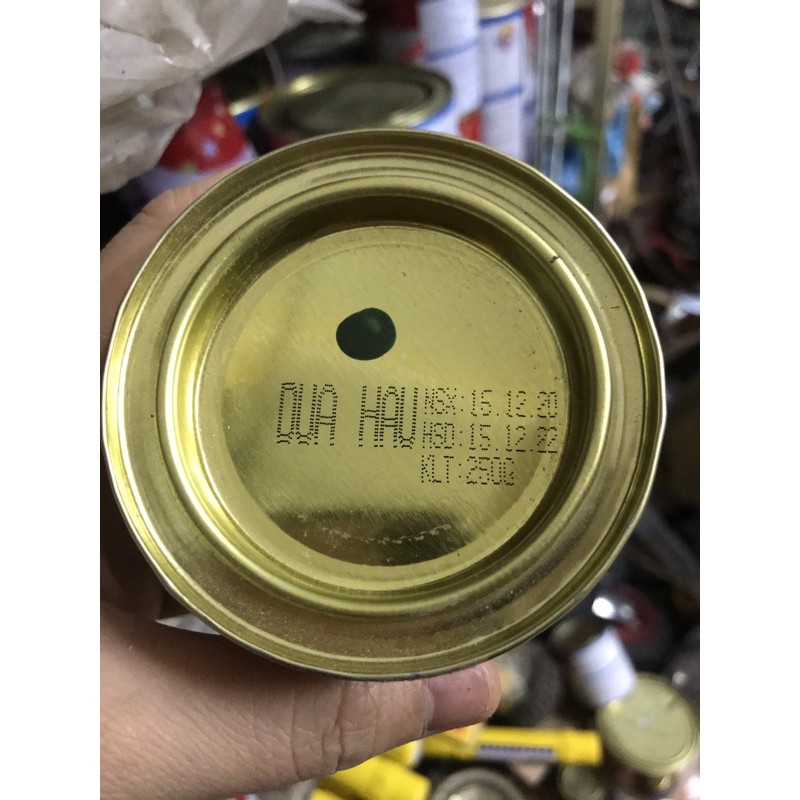 DUA HAU
NSX:15.12.20
HSD:15.12.22
KLT:250G